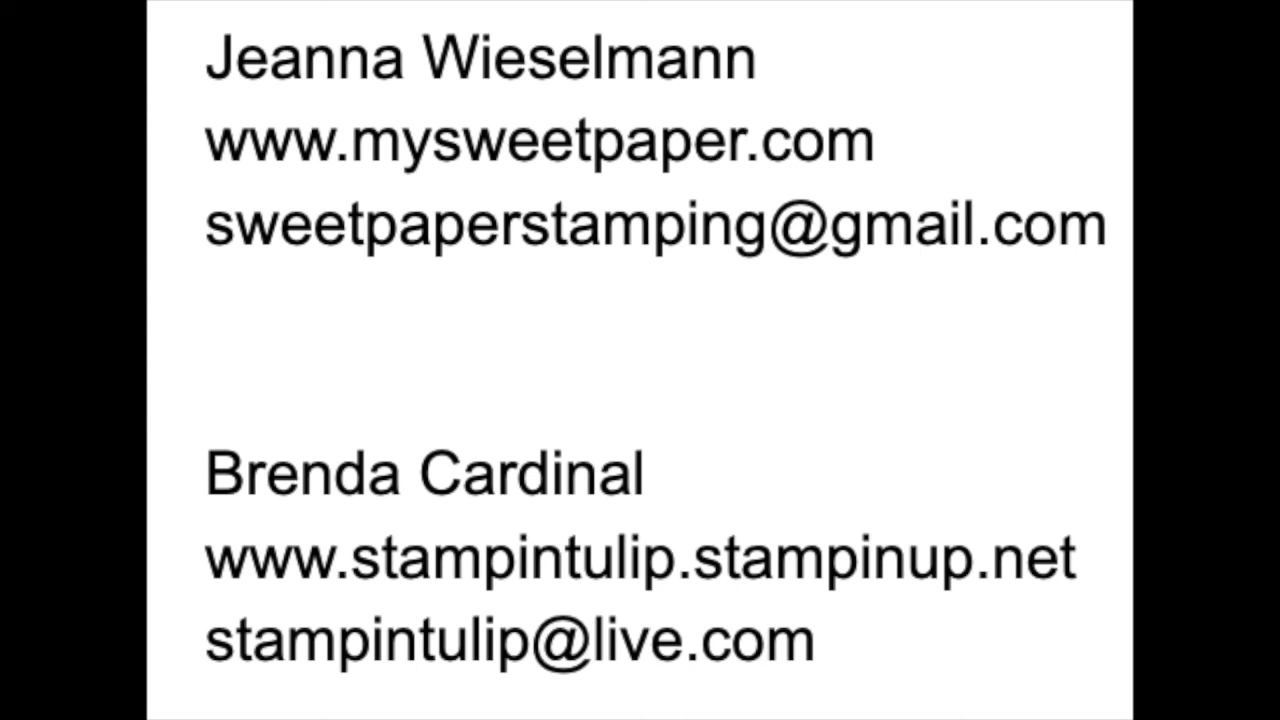 Jeanna Wieselmann
www.mysweetpaper.com
sweetpaperstamping@gmail.com
Brenda Cardinal
www.stampintulip.stampinup.net
stampintulip@live.com